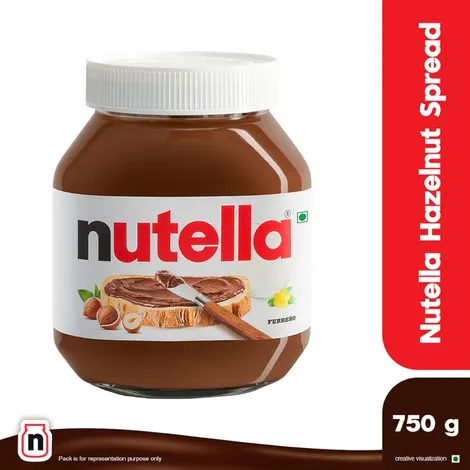 nutella®
FERRERO
Nutella Hazelnut Spread
750 g
n
Pack is for representation purpose only
creative visualization